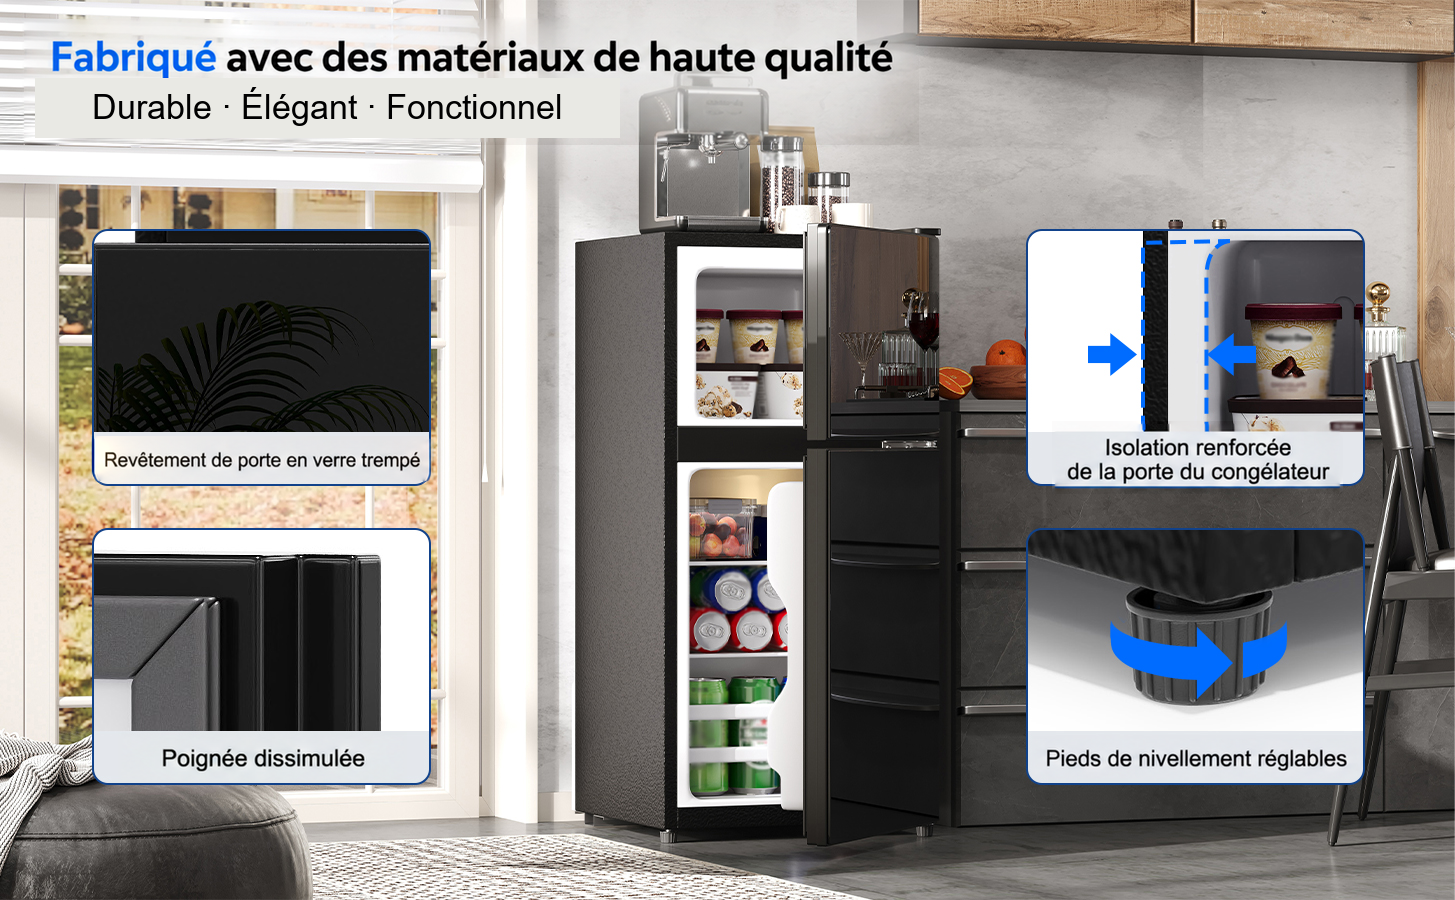 Fabriqué avec des matériaux de haute qualité
Durable · Élégant · Fonctionnel
Revêtement de porte en verre trempé
Isolation renforcée
de la porte du congélateur
Poignée dissimulée
Pieds de nivellement réglables